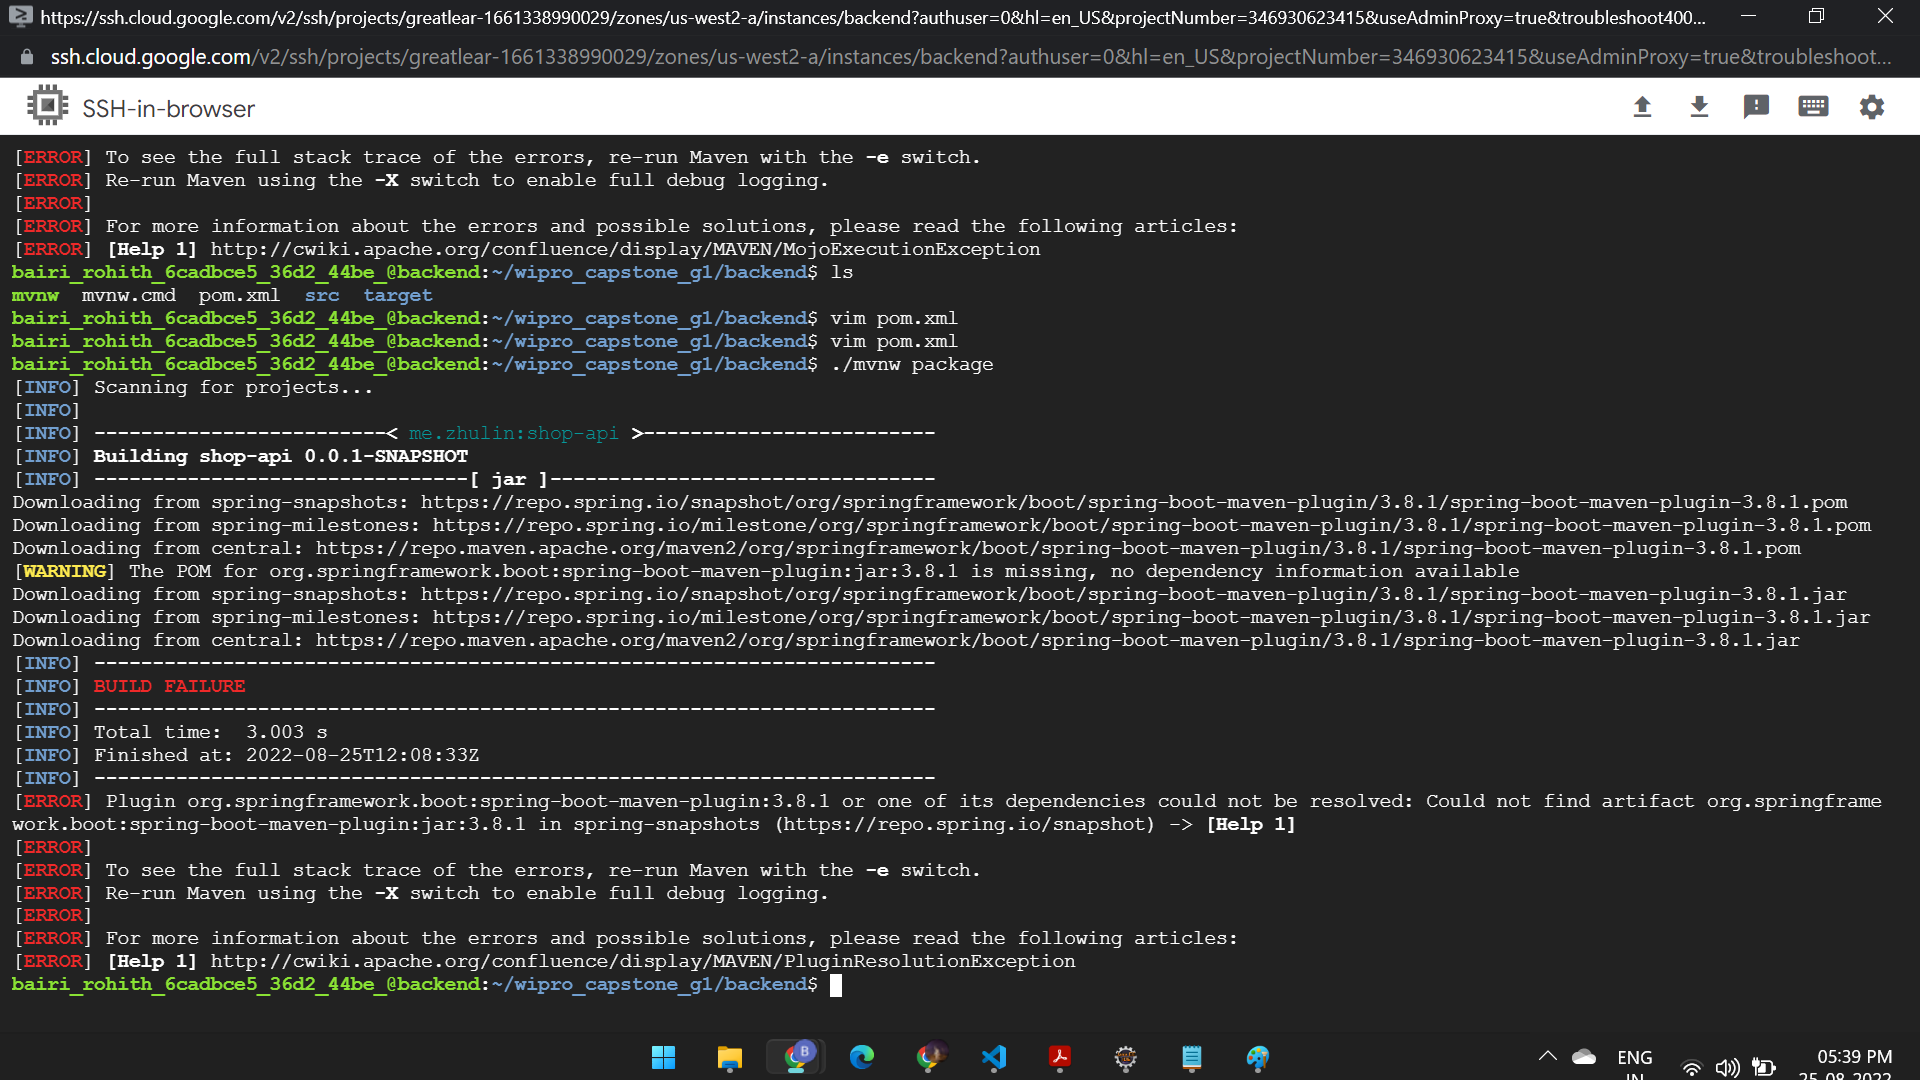 https://ssh.cloud.google.com/v2/ssh/projects/greatlear-1661338990029/zones/us-west2-a/instances/backend?authuser=0&hl=en_US&projectNumber=346930623415&useAdminProxy=true&troubleshoot400...
ssh.cloud.google.com/v2/ssh/projects/greatlear-1661338990029/zones/us-west2-a/instances/backend?authuser=0&hl=en_US&projectNumber=346930623415&useAdminProxy=true&troubleshoot...
SSH-in-browser
[ERROR] To see the full stack trace of the errors, re-run Maven with the -e switch.
[ERROR] Re-run Maven using the -X switch to enable full debug logging.
[ERROR]
[ERROR] For more information about the errors and possible solutions, please read the following articles:
[ERROR] [Help 1] http://cwiki.apache.org/confluence/display/MAVEN/MojoExecutionException
bairi_rohith_6cadbce5_36d2_44be_@backend:~/wipro_capstone_g1/backend$ ls
mvnw  mvnw.cmd  pom.xml  src  target
bairi_rohith_6cadbce5_36d2_44be_@backend:~/wipro_capstone_g1/backend$ vim pom.xml
bairi_rohith_6cadbce5_36d2_44be_@backend:~/wipro_capstone_g1/backend$ vim pom.xml
bairi_rohith_6cadbce5_36d2_44be_@backend:~/wipro_capstone_g1/backend$ ./mvnw package
[INFO] Scanning for projects...
[INFO]
[INFO] -------------------------< me.zhulin:shop-api >-------------------------
[INFO] Building shop-api 0.0.1-SNAPSHOT
[INFO] --------------------------------[ jar ]---------------------------------
Downloading from spring-snapshots: https://repo.spring.io/snapshot/org/springframework/boot/spring-boot-maven-plugin/3.8.1/spring-boot-maven-plugin-3.8.1.pom
Downloading from spring-milestones: https://repo.spring.io/milestone/org/springframework/boot/spring-boot-maven-plugin/3.8.1/spring-boot-maven-plugin-3.8.1.pom
Downloading from central: https://repo.maven.apache.org/maven2/org/springframework/boot/spring-boot-maven-plugin/3.8.1/spring-boot-maven-plugin-3.8.1.pom
[WARNING] The POM for org.springframework.boot:spring-boot-maven-plugin:jar:3.8.1 is missing, no dependency information available
Downloading from spring-snapshots: https://repo.spring.io/snapshot/org/springframework/boot/spring-boot-maven-plugin/3.8.1/spring-boot-maven-plugin-3.8.1.jar
Downloading from spring-milestones: https://repo.spring.io/milestone/org/springframework/boot/spring-boot-maven-plugin/3.8.1/spring-boot-maven-plugin-3.8.1.jar
Downloading from central: https://repo.maven.apache.org/maven2/org/springframework/boot/spring-boot-maven-plugin/3.8.1/spring-boot-maven-plugin-3.8.1.jar
[INFO] ------------------------------------------------------------------------
[INFO] BUILD FAILURE
[INFO] ------------------------------------------------------------------------
[INFO] Total time:  3.003 s
[INFO] Finished at: 2022-08-25T12:08:33Z
[INFO] ------------------------------------------------------------------------
[ERROR] Plugin org.springframework.boot:spring-boot-maven-plugin:3.8.1 or one of its dependencies could not be resolved: Could not find artifact org.springframe
work.boot:spring-boot-maven-plugin:jar:3.8.1 in spring-snapshots (https://repo.spring.io/snapshot) -> [Help 1]
[ERROR]
[ERROR] To see the full stack trace of the errors, re-run Maven with the -e switch.
[ERROR] Re-run Maven using the -X switch to enable full debug logging.
[ERROR]
[ERROR] For more information about the errors and possible solutions, please read the following articles:
[ERROR] [Help 1] http://cwiki.apache.org/confluence/display/MAVEN/PluginResolutionException
bairi_rohith_6cadbce5_36d2_44be_@backend:~/wipro_capstone_g1/backend$
B
ENG
IN
05:39 PM
25-08-2022